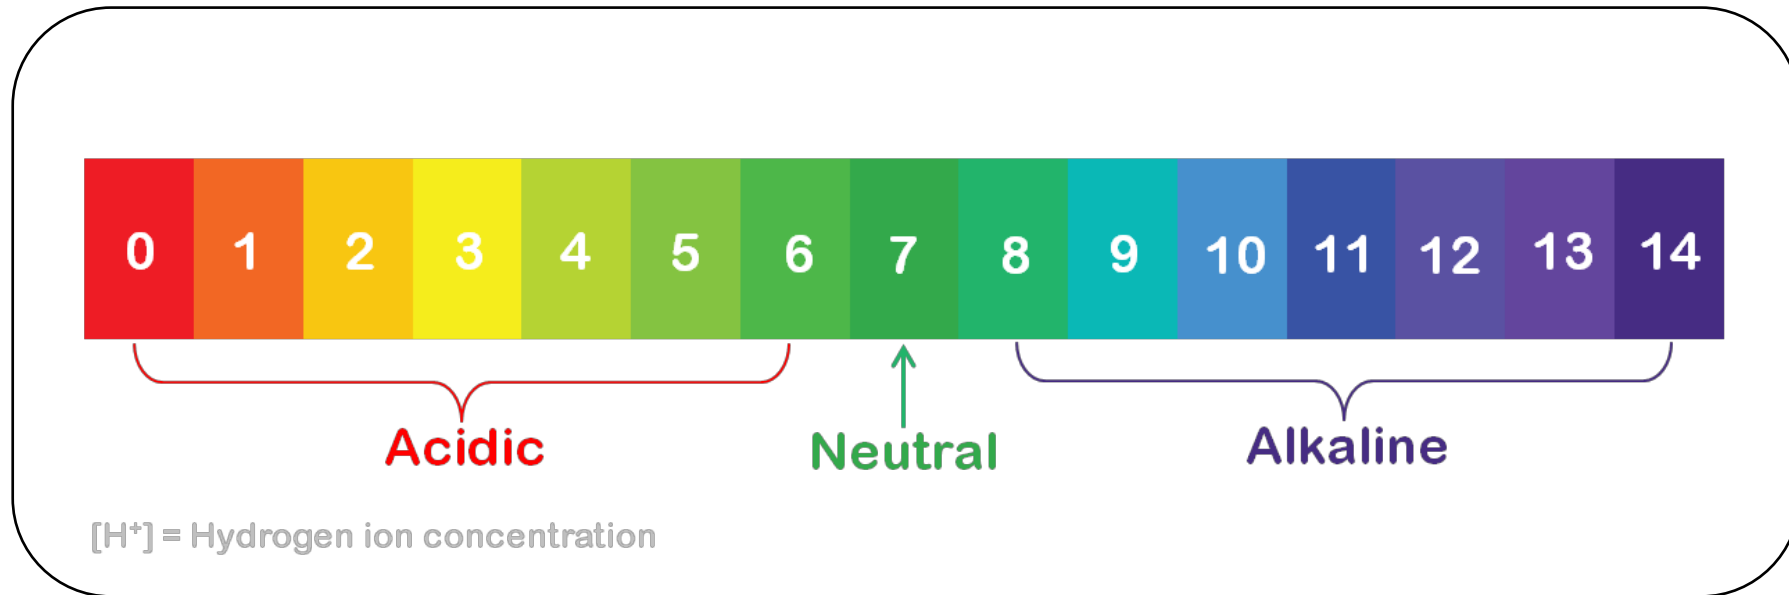 0 1 2 3 4 5 6 7 8 9 10 11 12 13 14
Acidic Neutral Alkaline
[H⁺] = Hydrogen ion concentration